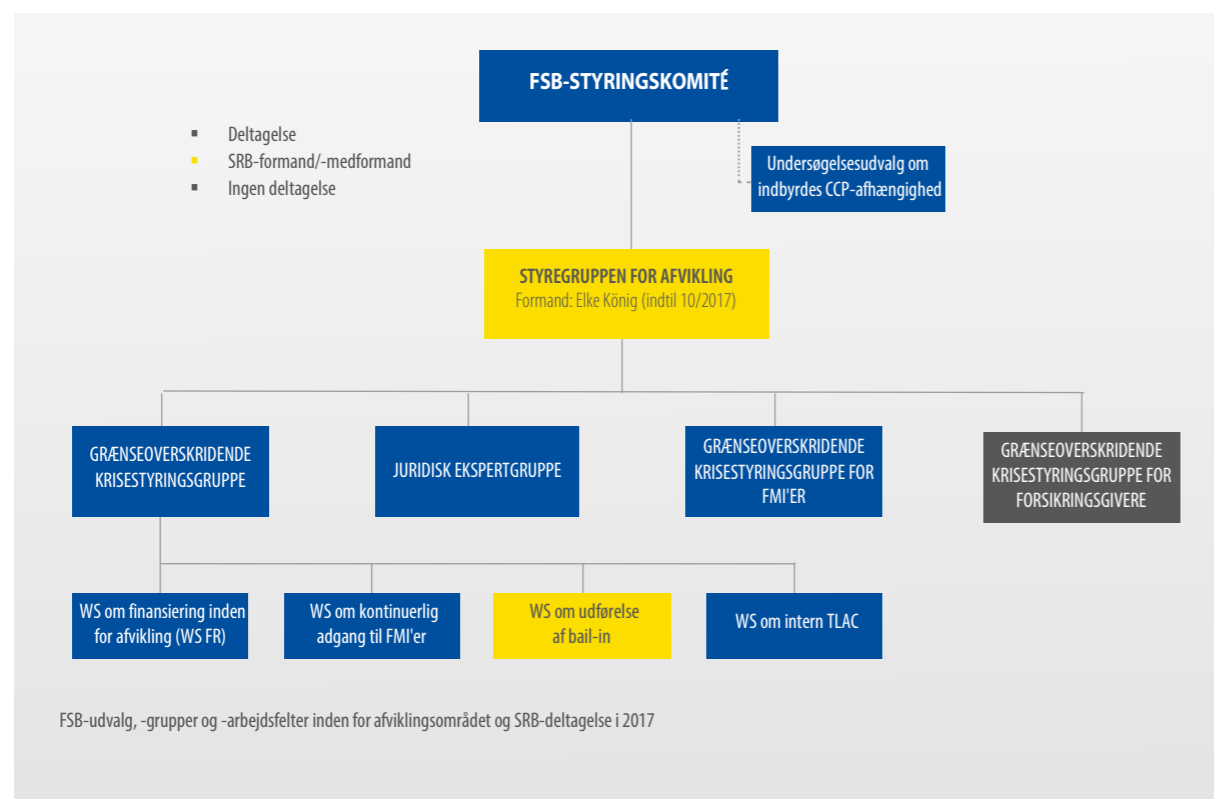 FSB-STYRINGSKOMITÉ
Deltagelse
SRB-formand/-medformand
Ingen deltagelse
Undersøgelsesudvalg om
indbyrdes CCP-afhængighed
STYREGRUPPEN FOR AFVIKLING
Formand: Elke König (indtil 10/2017)
GRÆNSEOVERSKRIDENDE
KRISESTYRINGSGRUPPE
JURIDISK EKSPERTGRUPPE
GRÆNSEOVERSKRIDENDE
KRISESTYRINGSGRUPPE FOR
FMI'ER
GRÆNSEOVERSKRIDENDE
KRISESTYRINGSGRUPPE FOR
FORSIKRINGSGIVERE
WS om finansiering inden
for afvikling (WS FR)
WS om kontinuerlig
adgang til FMI'er
WS om udførelse
af bail-in
WS om intern TLAC
FSB-udvalg, -grupper og -arbejdsfelter inden for afviklingsområdet og SRB-deltagelse i 2017